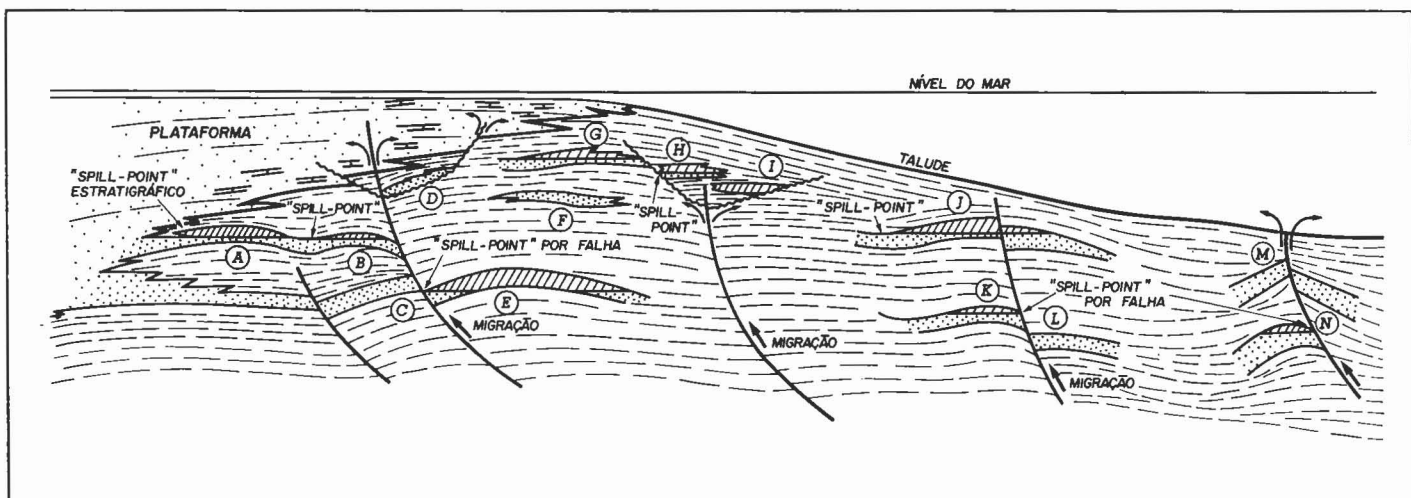 NÍVEL DO MAR
PLATAFORMA
TALUDE
"SPILL-POINT"
ESTRATIGRÁFICO
"SPILL-POINT"
A
B
C
D
"SPILL-POINT" POR FALHA
E
MIGRAÇÃO
F
G
H
I
"SPILL-
POINT"
MIGRAÇÃO
"SPILL-POINT"
J
K
"SPILL-POINT"
POR FALHA
L
MIGRAÇÃO
M
N